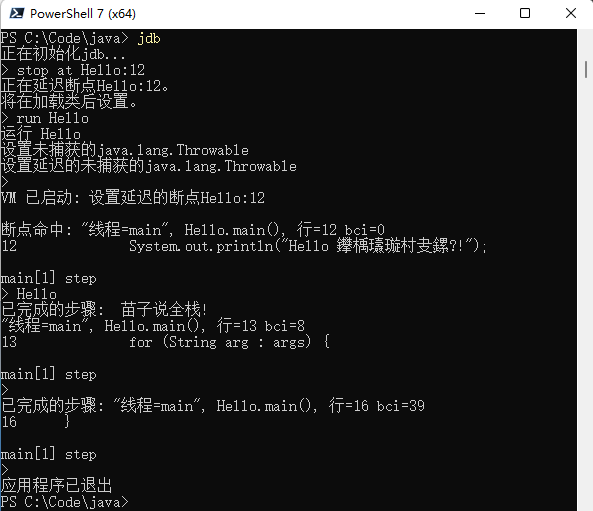 PowerShell 7 (x64)
PS C:\Code\java> jdb
正在初始化jdb...
> stop at Hello:12
正在延迟断点Hello:12。
将在加载类后设置。
> run Hello
运行 Hello
设置未捕获的java.lang.Throwable
设置延迟的未捕获的java.lang.Throwable
>
VM 已启动: 设置延迟的断点Hello:12
断点命中: "线程=main", Hello.main(), 行=12 bci=0
12 System.out.println("Hello 鑻楀瓙璇村叏鏍?!");
main[1] step
> Hello
已完成的步骤: 苗子说全栈!
"线程=main", Hello.main(), 行=13 bci=8
13 for (String arg : args) {
main[1] step
>
已完成的步骤: "线程=main", Hello.main(), 行=16 bci=39
16 }
main[1] step
>
应用程序已退出
PS C:\Code\java>